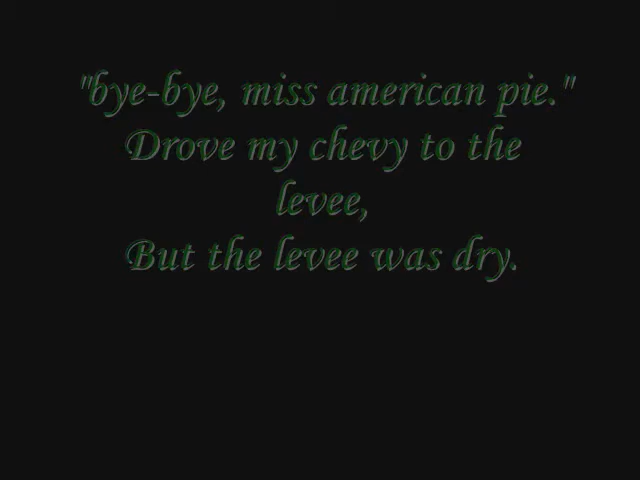 "bye-bye, miss american pie."
Drove my chevy to the
levee,
But the levee was dry.